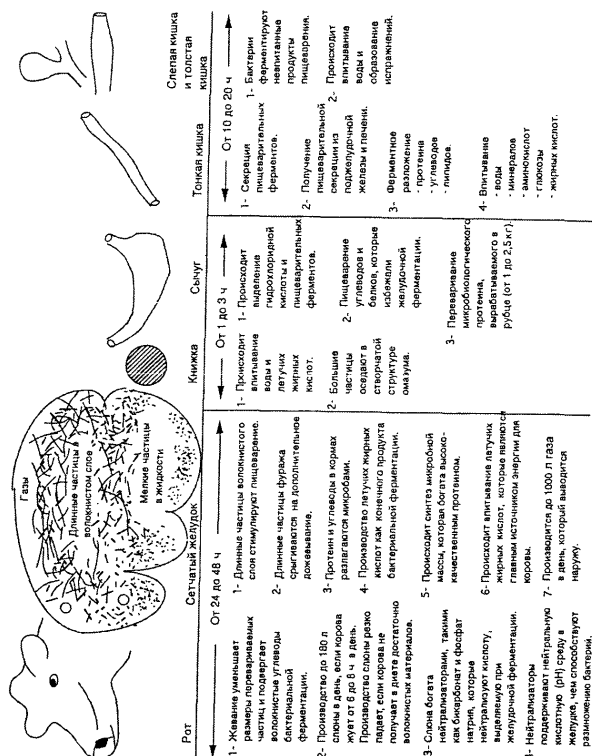 Газы
Длинные частицы в
волокнистом слое
Мелкие частицы
в жидкости
Рот
Сетчатый желудок
Книжка
Сычуг
Тонкая кишка
Слепая кишка
и толстая
кишка
От 24 до 48 ч
От 1 до 3 ч
От 10 до 20 ч
1- Жевание уменьшает
размеры перевариваемых
частиц и подвергает
волокнистые углеводы
бактериальной
ферментации.
2- Производство до 180 л
слюны в день, если корова
жует от 6 до 8 ч в день.
Производство слюны резко
падает, если корова не
получает в диете достаточно
волокнистых материалов.
3- Слюна богата
нейтрализаторами, такими
как бикарбонат и фосфат
натрия, которые
нейтрализуют кислоту,
выделяемую при
желудочной ферментации.
Нейтрализаторы
поддерживают нейтральную
кислотную (pH) среду в
желудке, чем способствуют
размножению бактерий.
1- Длинные частицы волокнистого
слоя стимулируют пищеварение.
2- Длинные частицы фуража
срыгиваются на дополнительное
дожевывание.
3- Протеин и углеводы в кормах
разлагаются микробами.
4- Производство летучих жирных
кислот как конечного продукта
бактериальной ферментации.
5- Происходит синтез микробной
массы, которая богата высоко-
качественным протеином.
6- Происходит впитывание летучих
жирных кислот, которые являются
главным источником энергии для
коровы.
7- Производится до 1000 л газа
в день, который выводится
наружу.
1- Происходит
впитывание
воды и
летучих
жирных
кислот.
2- Большие
частицы
оседают в
створчатой
структуре
омазума.
1- Происходит
выделение
гидрохлоридной
кислоты и
пищеварительных
ферментов.
2- Пищеварение
углеводов и
белков, которые
избежали
желудочной
ферментации.
3- Переваривание
микробиологического
протеина,
вырабатываемого в
рубце (от 1 до 2,5 кг).
1- Секреция
пищеварительных
ферментов.
2- Получение
пищеварительной
секреции из
поджелудочной
железы и печени.
3- Ферментное
разложение
- протеина
- углеводов
- липидов.
4- Впитывание
- воды
- минералов
- аминокислот
- глюкозы
- жирных кислот.
1- Бактерии
ферментируют
невпитанные
продукты
пищеварения.
2- Происходит
впитывание
воды и
образование
испражнений.